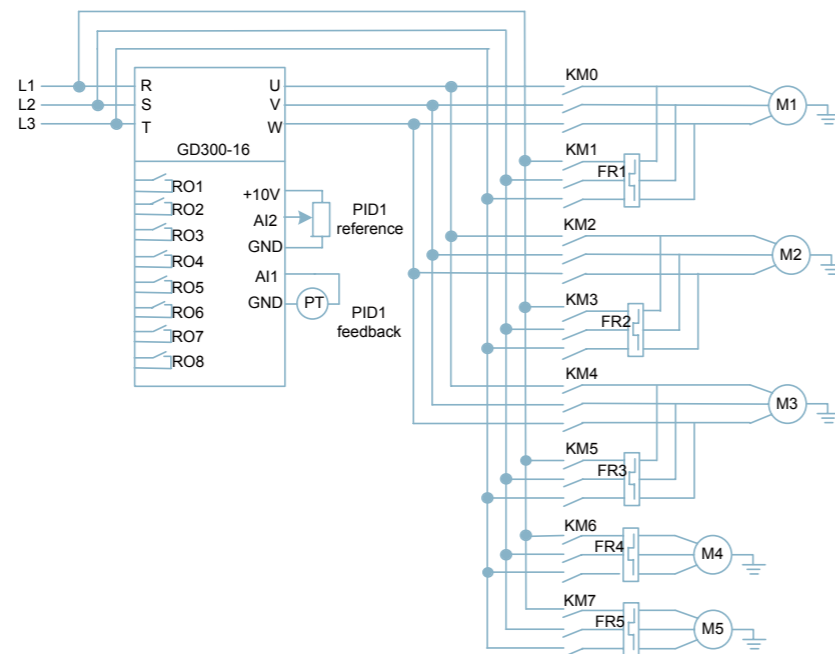 L1
L2
L3
R
S
T
U
V
W
GD300-16
RO1
RO2
RO3
RO4
RO5
RO6
RO7
RO8
+10V
AI2
GND
AI1
GND
PT
PID1
reference
PID1
feedback
KM0
M1
KM1
FR1
KM2
M2
KM3
FR2
KM4
M3
KM5
FR3
KM6
FR4
M4
KM7
FR5
M5